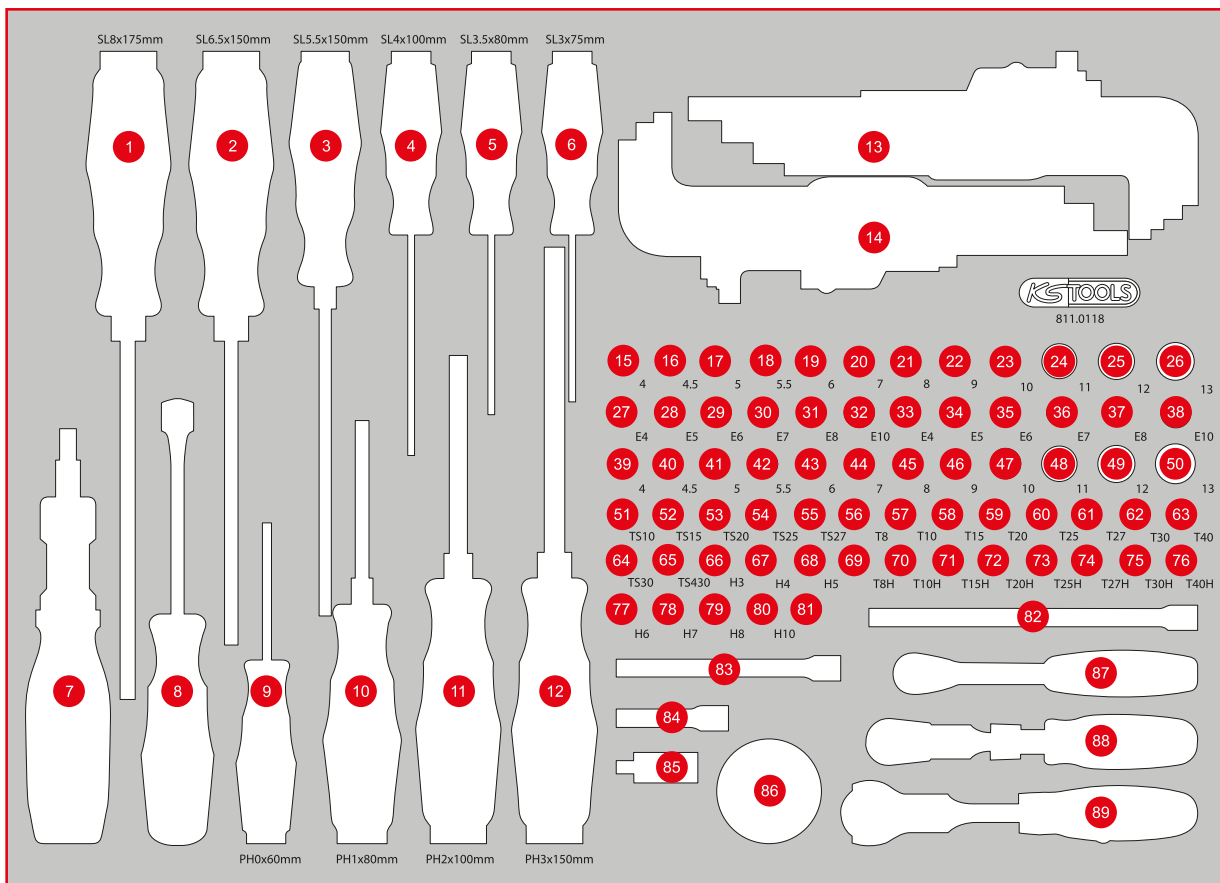 SL8x175mm SL6.5x150mm SL5.5x150mm SL4x100mm SL3.5x80mm SL3x75mm
1 2 3 4 5 6
13
14
KS TOOLS
811.0118
15 16 17 18 19 20 21 22 23 24 25 26
4 4.5 5 5.5 6 7 8 9 10 11 12 13
27 28 29 30 31 32 33 34 35 36 37 38
E4 E5 E6 E7 E8 E10 E4 E5 E6 E7 E8 E10
39 40 41 42 43 44 45 46 47 48 49 50
4 4.5 5 5.5 6 7 8 9 10 11 12 13
51 52 53 54 55 56 57 58 59 60 61 62 63
TS10 TS15 TS20 TS25 TS27 T8 T10 T15 T20 T25 T27 T30 T40
64 65 66 67 68 69 70 71 72 73 74 75 76
TS30 TS430 H3 H4 H5 T8H T10H T15H T20H T25H T27H T30H T40H
77 78 79 80 81
H6 H7 H8 H10
82
83
84
85
86
87
88
89
7 8 9 10 11 12
PH0x60mm PH1x80mm PH2x100mm PH3x150mm